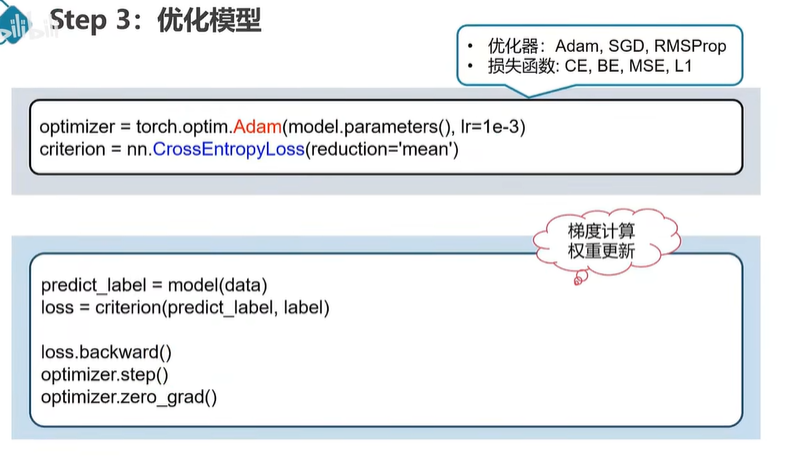 Step 3：优化模型
• 优化器：Adam, SGD, RMSProp
• 损失函数: CE, BE, MSE, L1
optimizer = torch.optim.Adam(model.parameters(), lr=1e-3)
criterion = nn.CrossEntropyLoss(reduction='mean')
梯度计算
权重更新
predict_label = model(data)
loss = criterion(predict_label, label)
loss.backward()
optimizer.step()
optimizer.zero_grad()